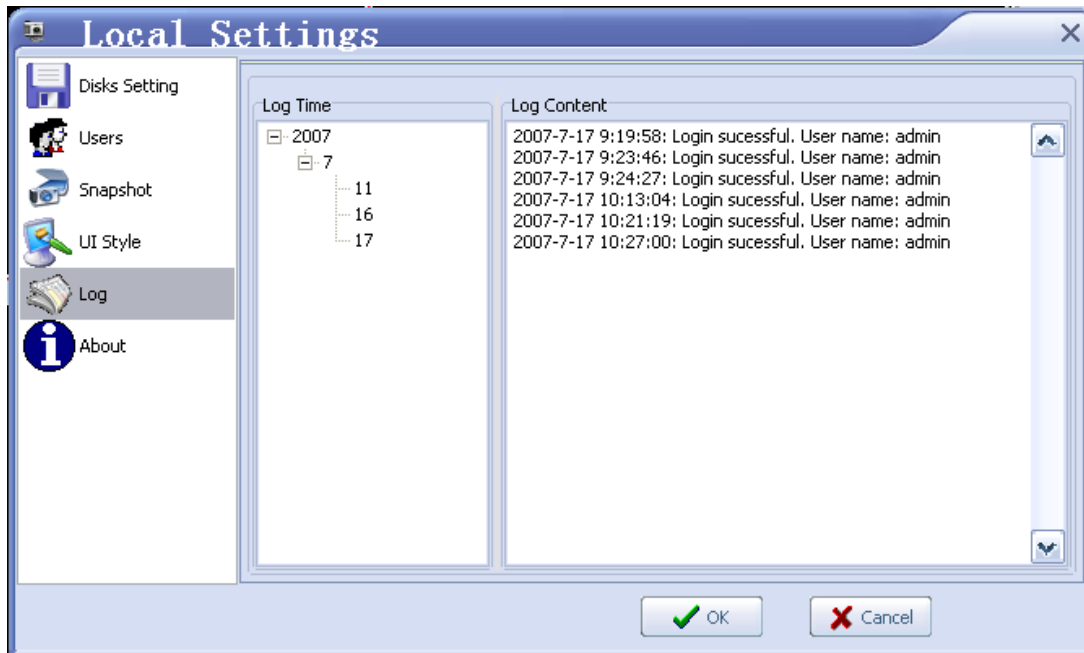 Local Settings
Disks Setting
Users
Snapshot
UI Style
Log
About
Log Time
2007
7
11
16
17
Log Content
2007-7-17 9:19:58: Login sucessful. User name: admin
2007-7-17 9:23:46: Login sucessful. User name: admin
2007-7-17 9:24:27: Login sucessful. User name: admin
2007-7-17 10:13:04: Login sucessful. User name: admin
2007-7-17 10:21:19: Login sucessful. User name: admin
2007-7-17 10:27:00: Login sucessful. User name: admin
OK
Cancel